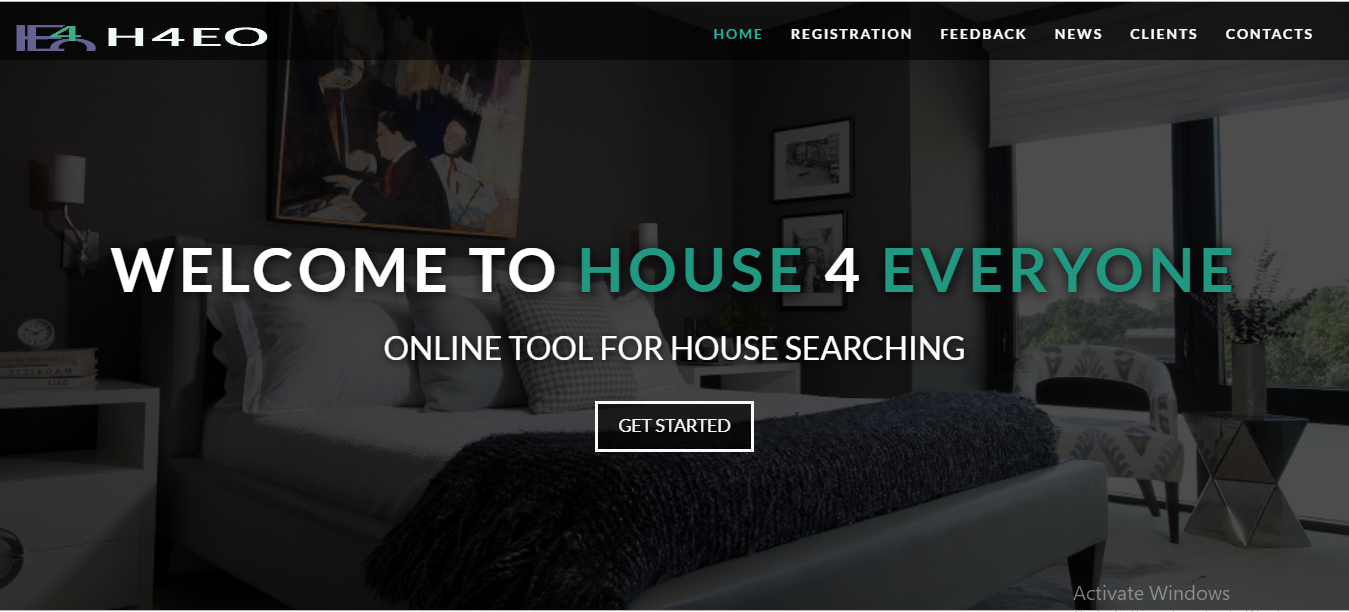 H4EO
HOME REGISTRATION FEEDBACK NEWS CLIENTS CONTACTS
WELCOME TO HOUSE 4 EVERYONE
ONLINE TOOL FOR HOUSE SEARCHING
GET STARTED
Activate Windows